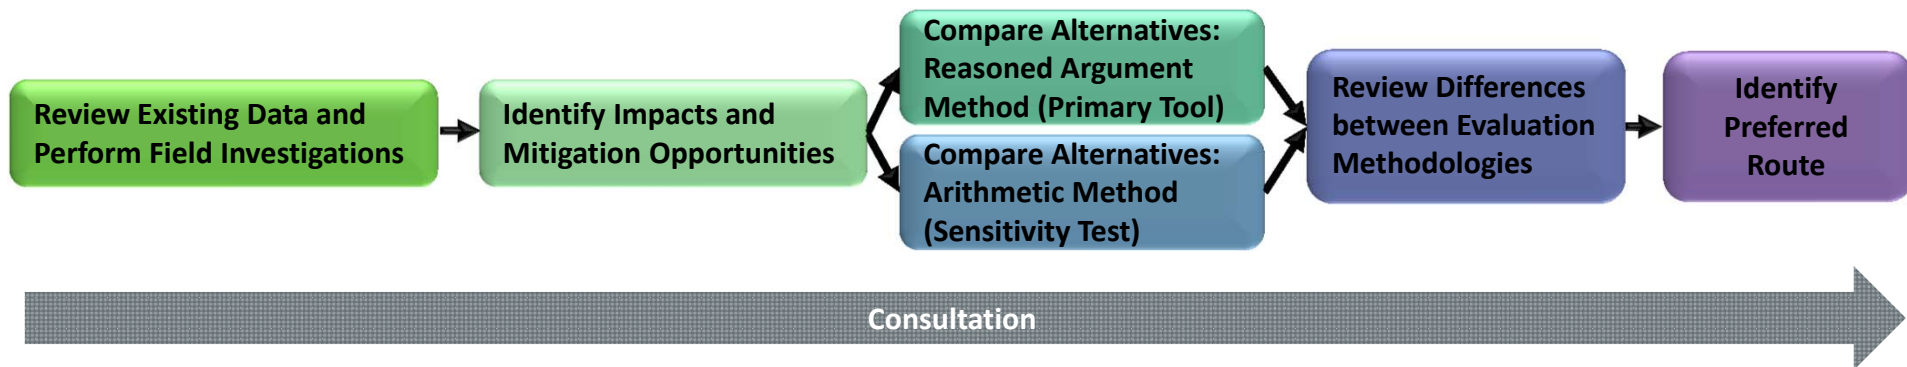 Review Existing Data and
Perform Field Investigations
Identify Impacts and
Mitigation Opportunities
Compare Alternatives:
Reasoned Argument
Method (Primary Tool)
Compare Alternatives:
Arithmetic Method
(Sensitivity Test)
Review Differences
between Evaluation
Methodologies
Identify
Preferred
Route
Consultation